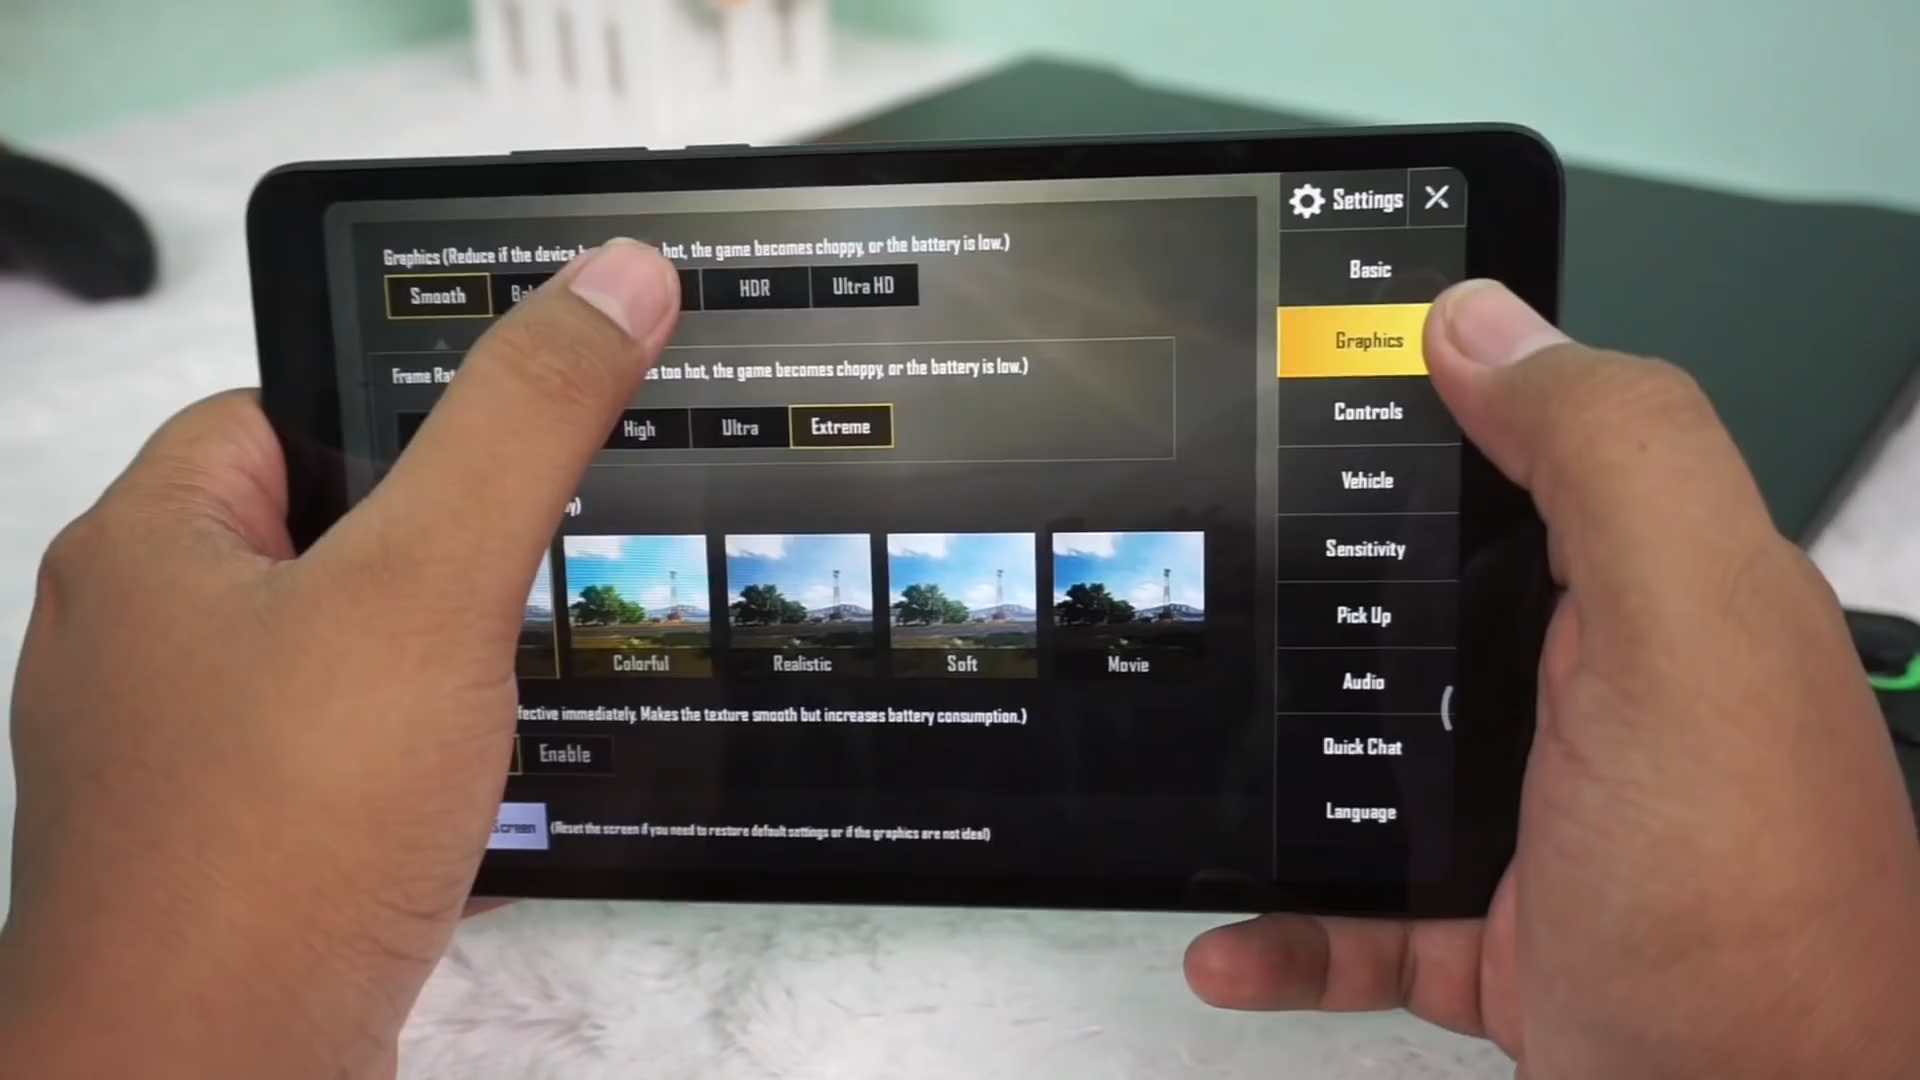 Settings
Graphics (Reduce if the device hot, the game becomes choppy, or the battery is low.)
Smooth HDR Ultra HD
Frame too hot, the game becomes choppy, or the battery is low.)
High Ultra Extreme
Colorful Realistic Soft Movie
immediately. Makes the texture smooth but increases battery consumption.)
Enable
Screen (Reset the screen if you need to restore default settings or if the graphics are not ideal)
Basic
Graphics
Controls
Vehicle
Sensitivity
Pick Up
Audio
Quick Chat
Language